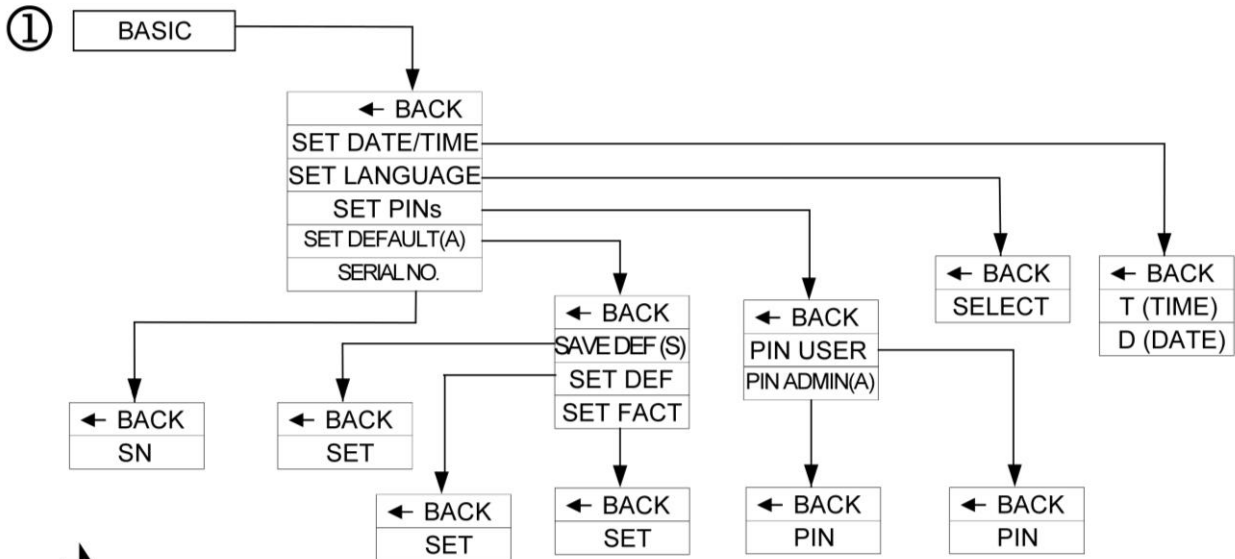 ① BASIC
← BACK
SET DATE/TIME
SET LANGUAGE
SET PINs
SET DEFAULT(A)
SERIAL NO.
← BACK
SELECT
← BACK
T (TIME)
D (DATE)
← BACK
SAVE DEF (S)
SET DEF
SET FACT
← BACK
PIN USER
PIN ADMIN(A)
← BACK
SN
← BACK
SET
← BACK
SET
← BACK
SET
← BACK
PIN
← BACK
PIN